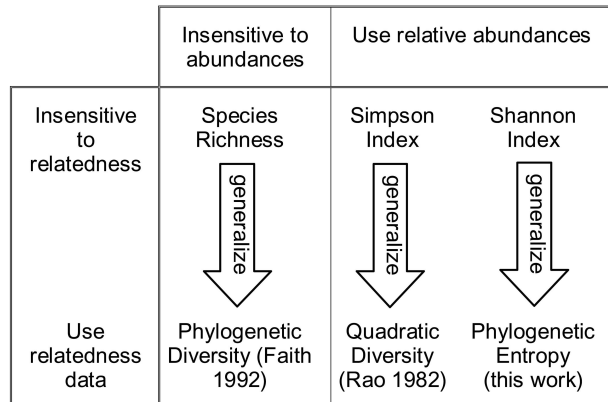 Insensitive to
abundances
Use relative abundances
Insensitive
to
relatedness
Species
Richness
Simpson
Index
Shannon
Index
generalize
generalize
generalize
Use
relatedness
data
Phylogenetic
Diversity (Faith
1992)
Quadratic
Diversity
(Rao 1982)
Phylogenetic
Entropy
(this work)